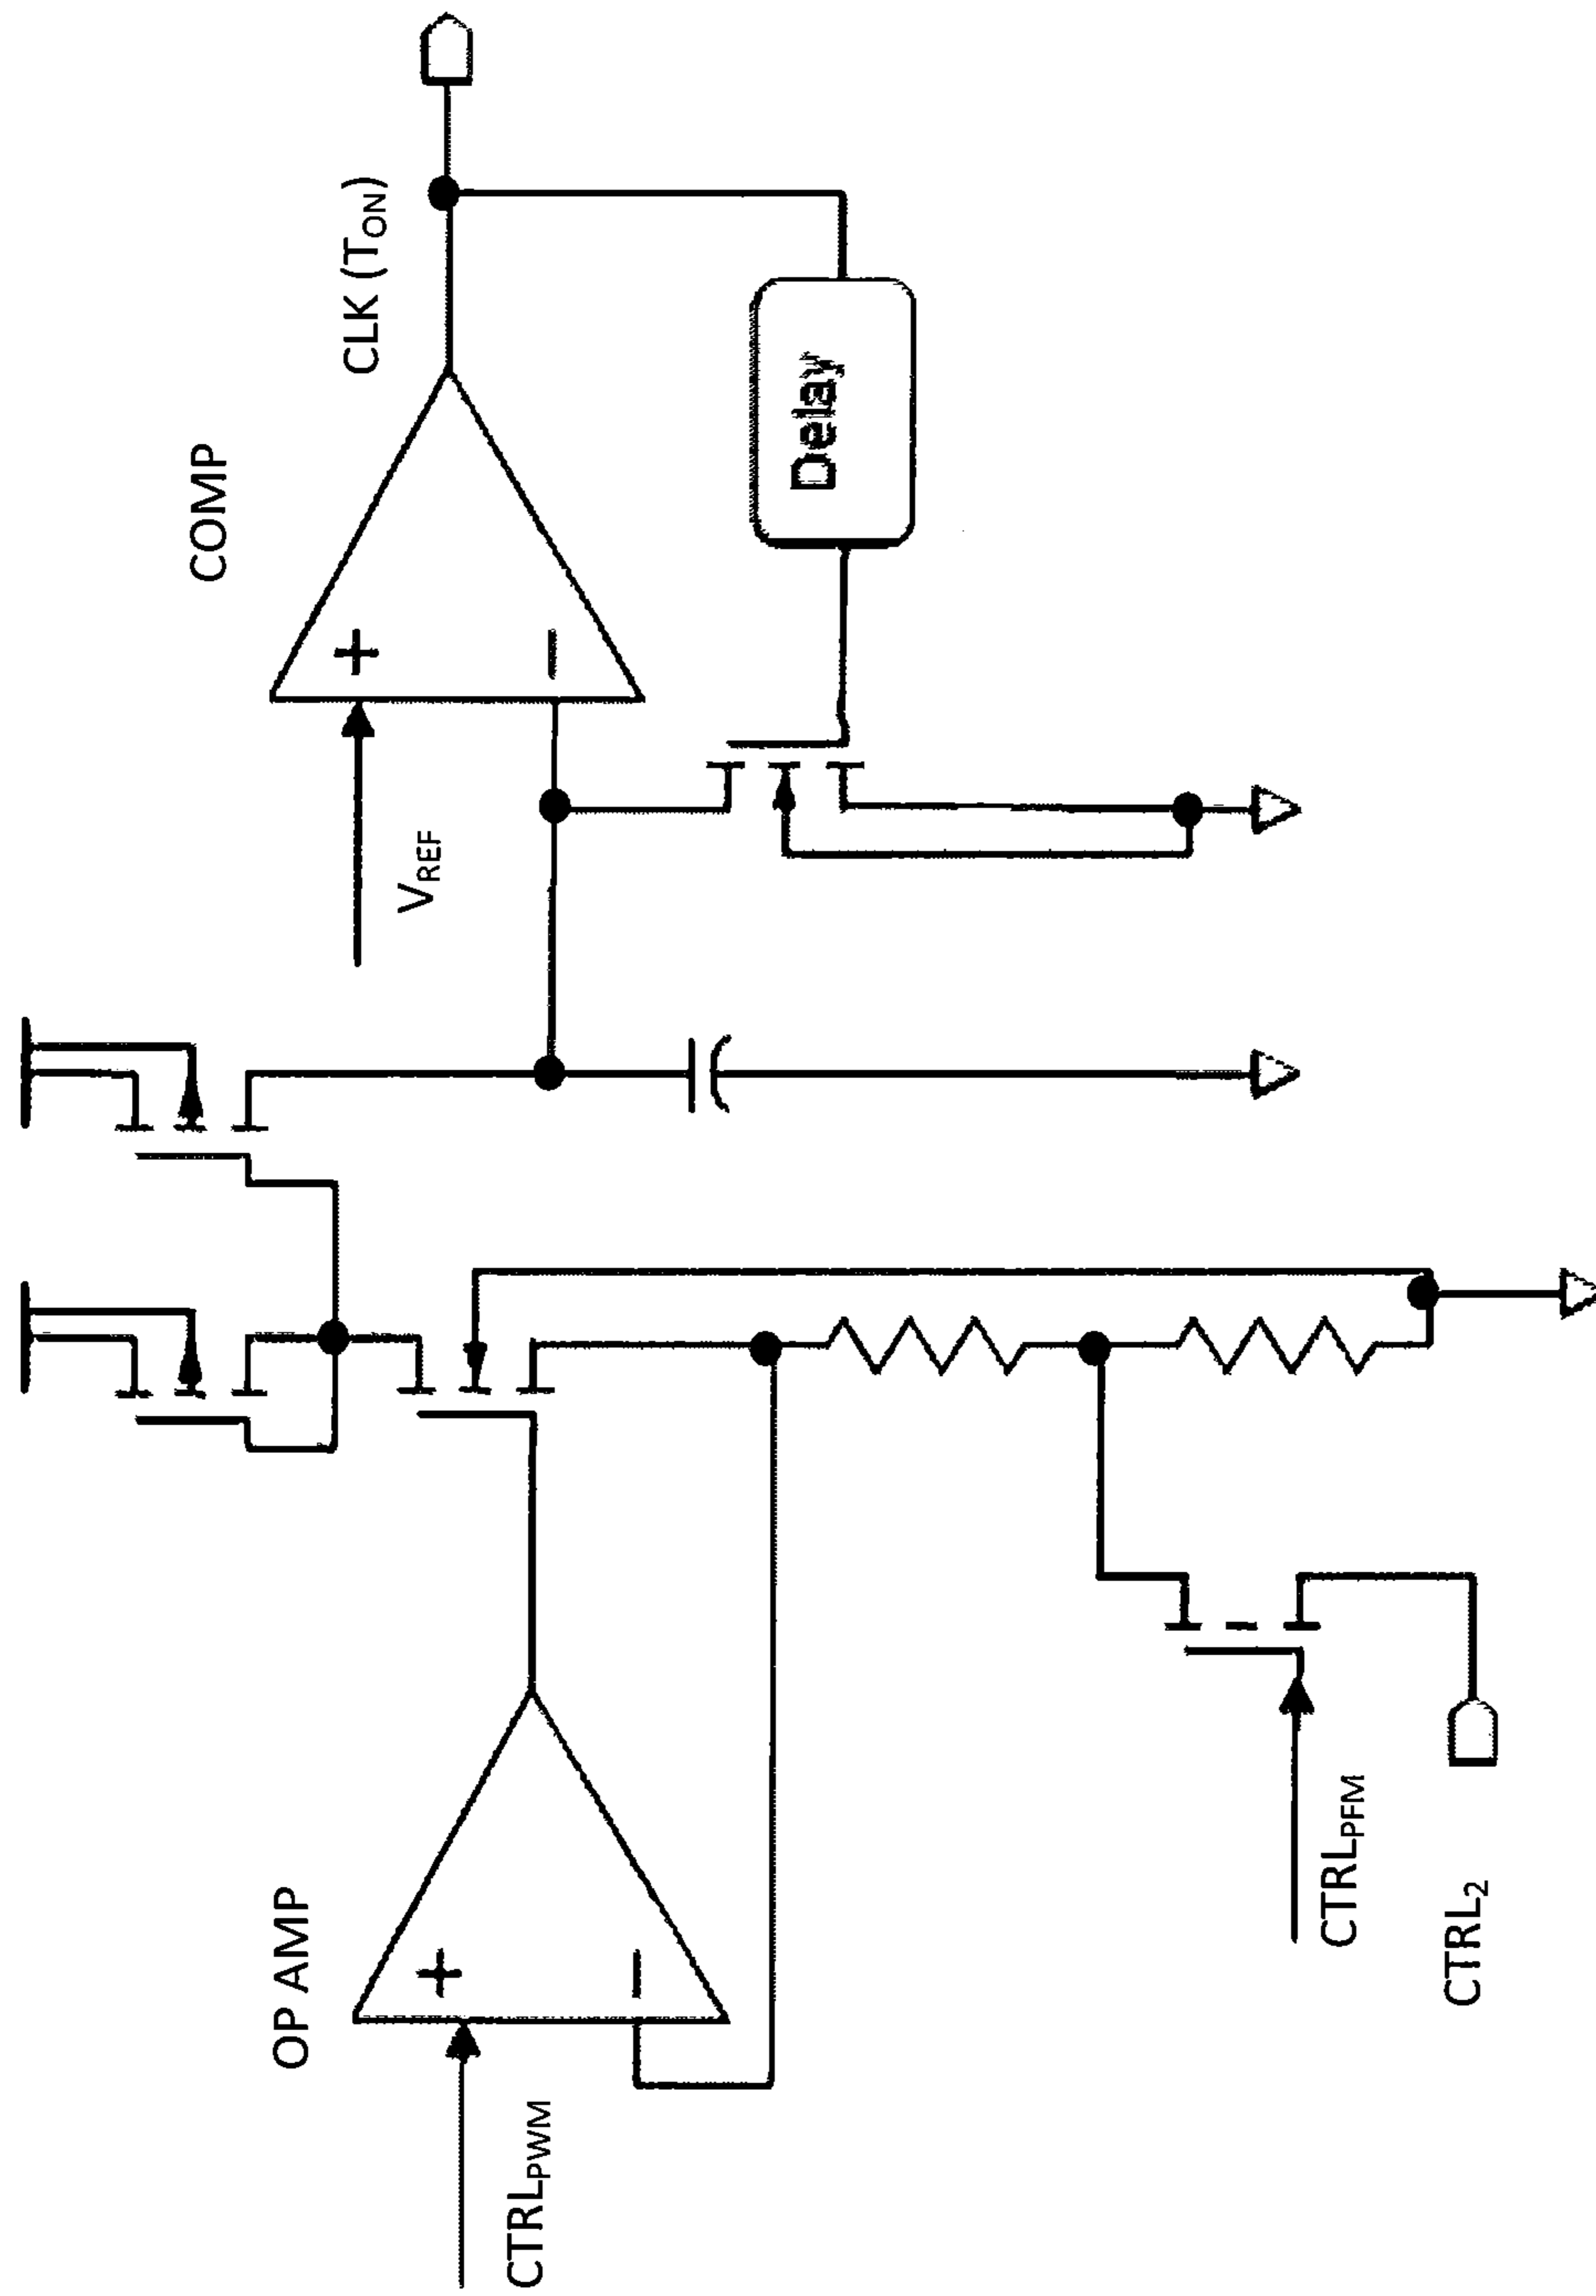 OP AMP
CTRLPWM
CTRLPFM
CTRL2
+
−
COMP
VREF
+
−
CLK (TON)
Delay